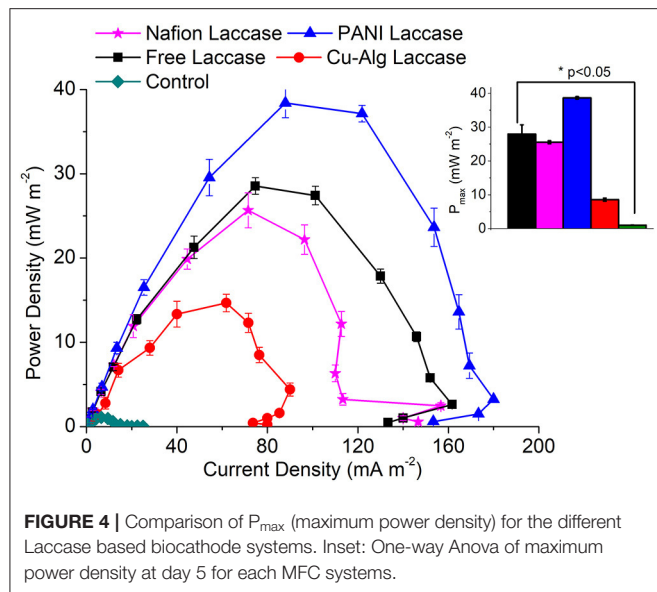 Nafion Laccase PANI Laccase
Free Laccase Cu-Alg Laccase
Control
40
30
20
10
0
Power Density (mW m⁻²)
0 40 80 120 160 200
Current Density (mA m⁻²)
* p<0.05
40
30
20
10
0
Pmax (mW m⁻²)
FIGURE 4 | Comparison of Pmax (maximum power density) for the different
Laccase based biocathode systems. Inset: One-way Anova of maximum
power density at day 5 for each MFC systems.